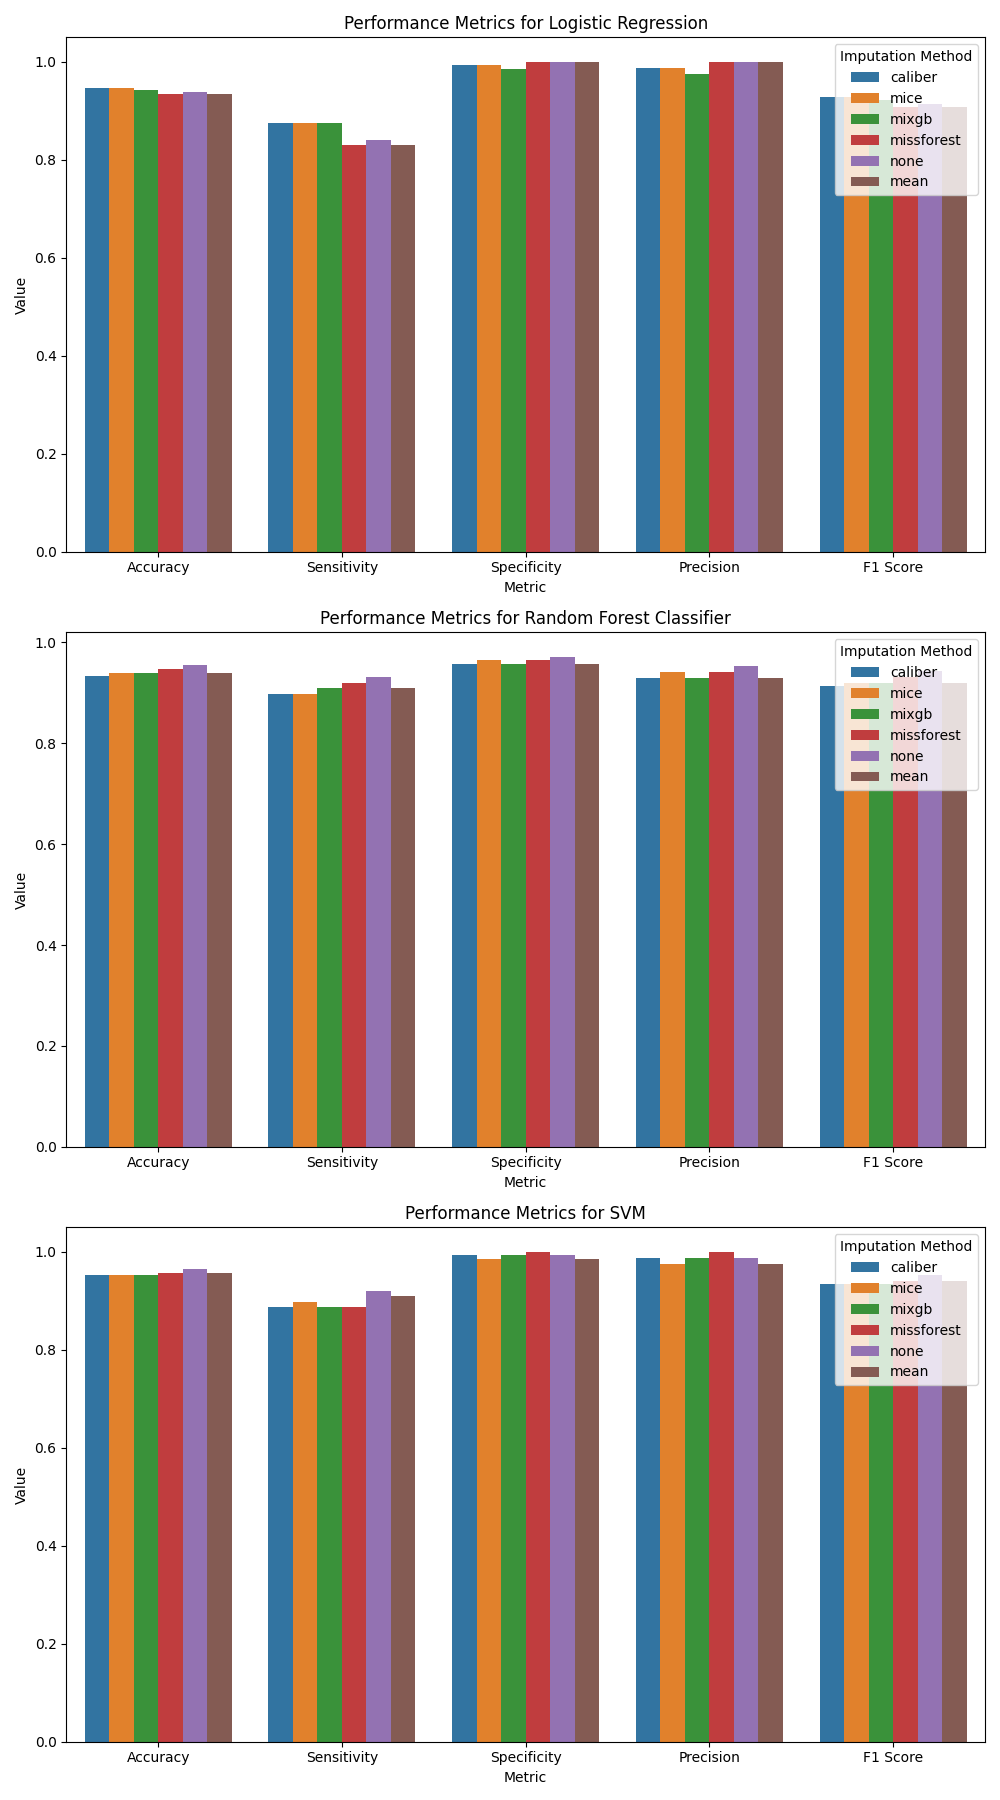 Performance Metrics for Logistic Regression
Imputation Method
caliber
mice
mixgb
missforest
none
mean
1.0
0.8
0.6
0.4
0.2
0.0
Value
Accuracy
Sensitivity
Specificity
Precision
F1 Score
Metric
Performance Metrics for Random Forest Classifier
Imputation Method
caliber
mice
mixgb
missforest
none
mean
1.0
0.8
0.6
0.4
0.2
0.0
Value
Accuracy
Sensitivity
Specificity
Precision
F1 Score
Metric
Performance Metrics for SVM
Imputation Method
caliber
mice
mixgb
missforest
none
mean
1.0
0.8
0.6
0.4
0.2
0.0
Value
Accuracy
Sensitivity
Specificity
Precision
F1 Score
Metric